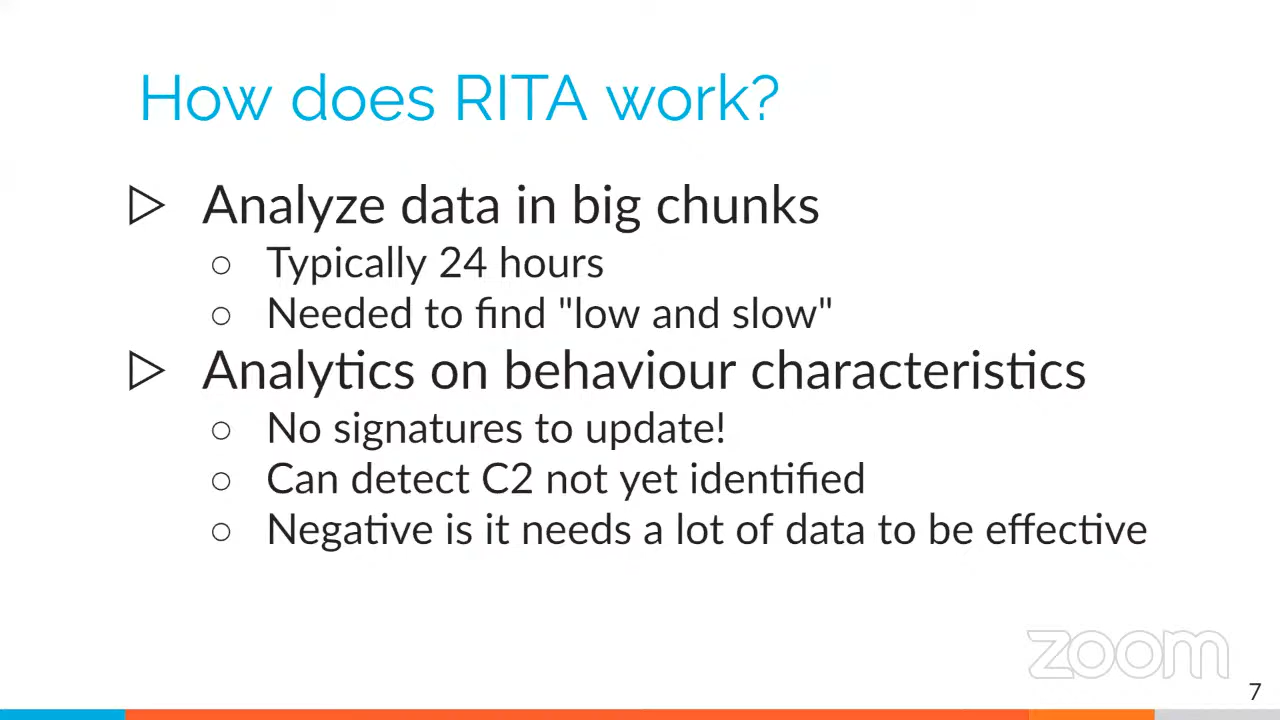 How does RITA work?
▷ Analyze data in big chunks
○ Typically 24 hours
○ Needed to find "low and slow"
▷ Analytics on behaviour characteristics
○ No signatures to update!
○ Can detect C2 not yet identified
○ Negative is it needs a lot of data to be effective
zoom
7